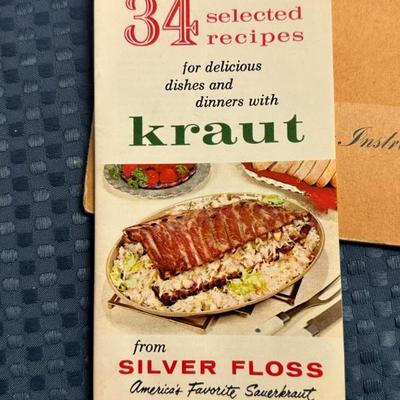 34 selected
recipes
for delicious
dishes and
dinners with
kraut
from
SILVER FLOSS
America's Favorite Sauerkraut